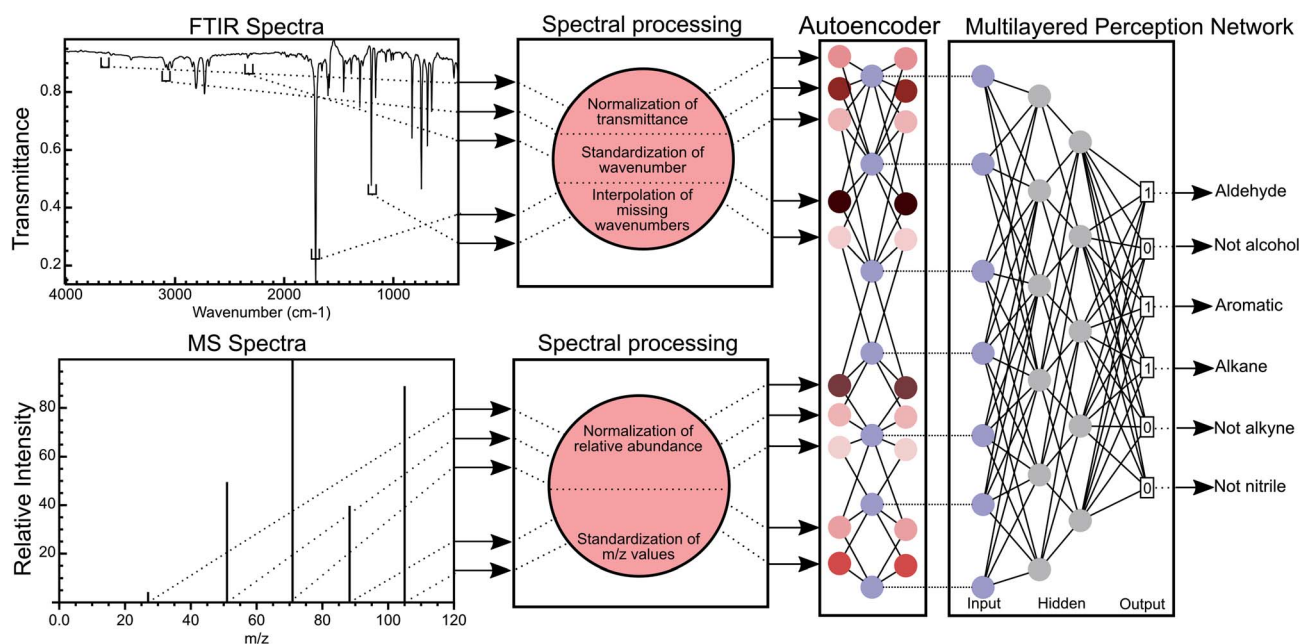 FTIR Spectra
Spectral processing
Autoencoder
Multilayered Perception Network
Transmittance
0.8
0.6
0.4
0.2
4000
3000
2000
1000
Wavenumber (cm-1)
Normalization of
transmittance
Standardization of
wavenumber
Interpolation of
missing
wavenumbers
MS Spectra
Spectral processing
Relative Intensity
80
60
40
20
0.0
20
40
60
80
100
120
m/z
Normalization of
relative abundance
Standardization of
m/z values
1
Aldehyde
0
Not alcohol
1
Aromatic
1
Alkane
0
Not alkyne
0
Not nitrile
Input
Hidden
Output